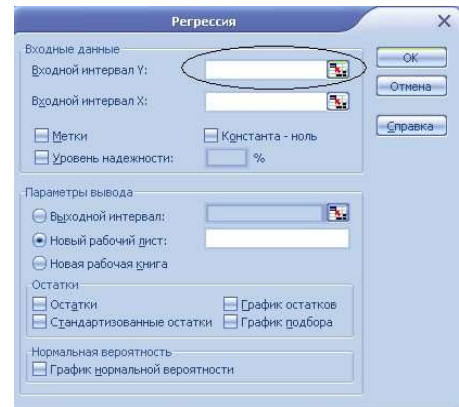 Регрессия
Входные данные
Входной интервал Y:
ОК
Отмена
Входной интервал X:
Справка
Метки
Константа - ноль
Уровень надежности:
%
Параметры вывода
Выходной интервал:
Новый рабочий лист:
Новая рабочая книга
Остатки
Остатки
График остатков
Стандартизованные остатки
График подбора
Нормальная вероятность
График нормальной вероятности